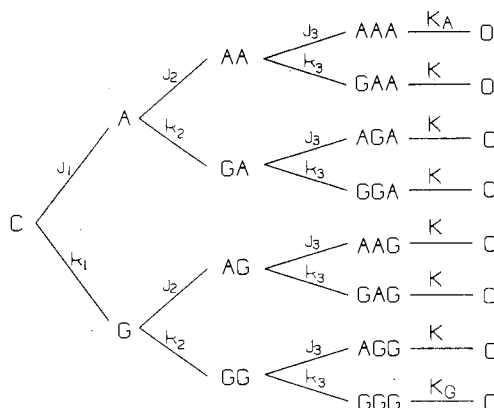 J3 AAA KA O
J2 AA
k3 GAA K O
A
k2 J3 AGA K C
GA
J1 k3 GGA K C
C
k1 J3 AAG K C
J2 AG
k3 GAG K C
G
k2 J3 AGG K C
GG
k3 GGG KG C